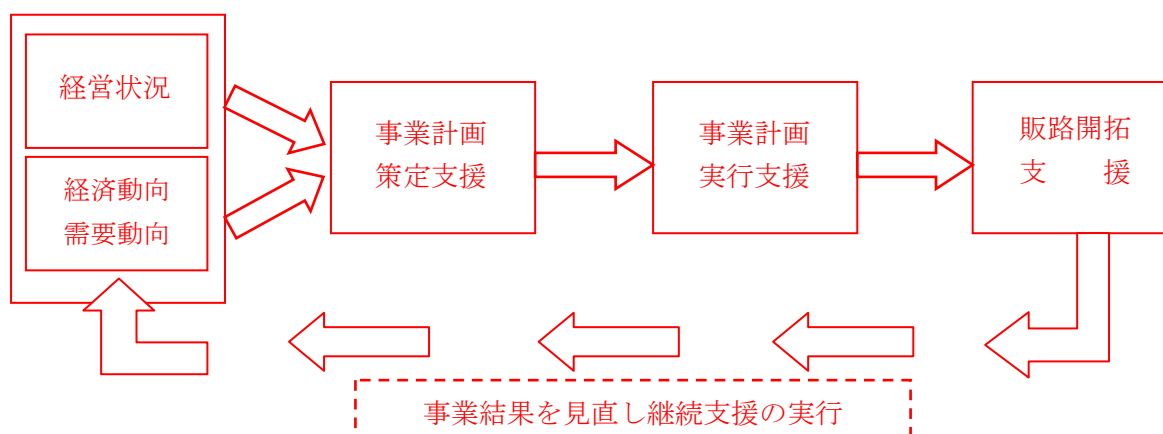 経営状況
経済動向
需要動向
事業計画
策定支援
事業計画
実行支援
販路開拓
支　　援
事業結果を見直し継続支援の実行